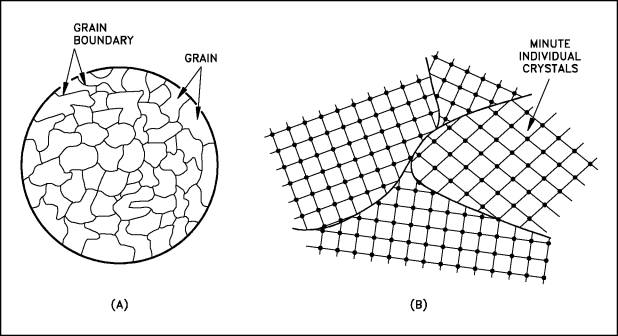 GRAIN
BOUNDARY
GRAIN
MINUTE
INDIVIDUAL
CRYSTALS
(A)
(B)